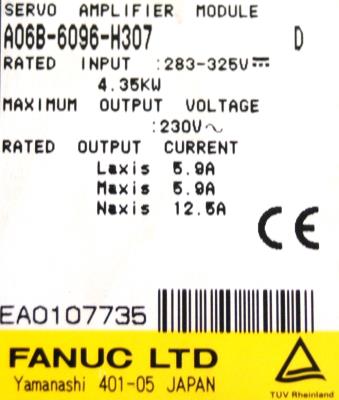 SERVO AMPLIFIER MODULE
A06B-6096-H307 D
RATED INPUT :283-325V⎓
4.35KW
MAXIMUM OUTPUT VOLTAGE
:230V~
RATED OUTPUT CURRENT
Laxis 5.9A
Maxis 5.9A
Naxis 12.5A
CE
EA0107735
FANUC LTD
Yamanashi 401-05 JAPAN
TUV Rheinland